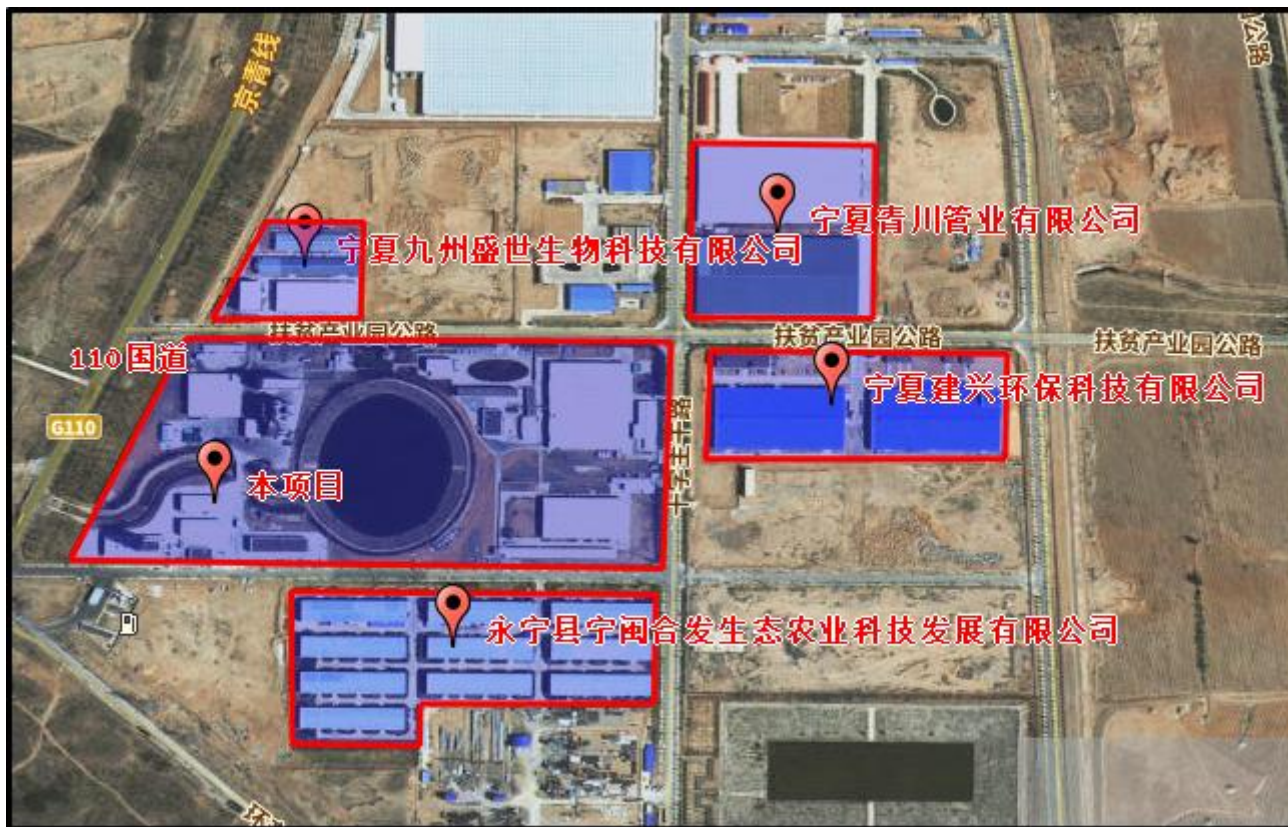 京青线
公路
宁夏青川管业有限公司
宁夏九州盛世生物科技有限公司
扶贫产业园公路
扶贫产业园公路
扶贫产业园公路
110国道
宁夏建兴环保科技有限公司
G110
本项目
永宁县宁闽合发生态农业科技发展有限公司